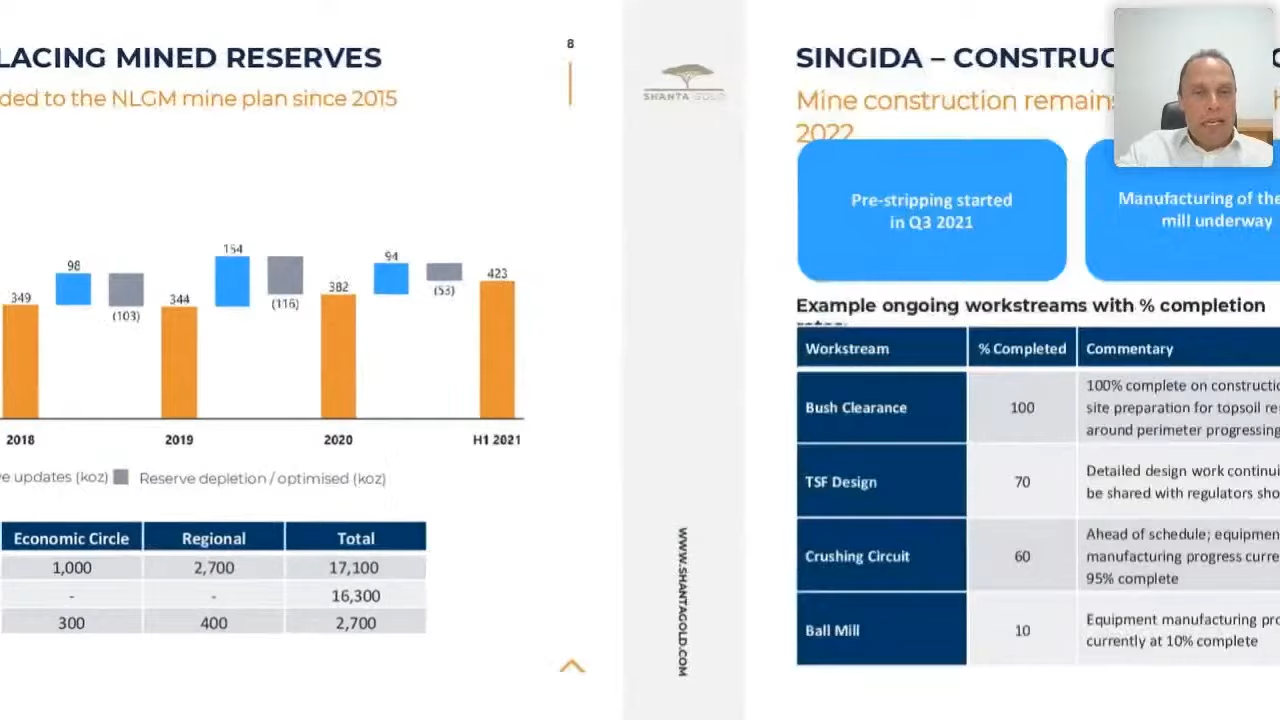 LACING MINED RESERVES
ded to the NLGM mine plan since 2015
8
98
154
94
423
349
(103)
344
(116)
382
(53)
2018
2019
2020
H1 2021
e updates (koz)
Reserve depletion / optimised (koz)
Economic Circle Regional Total
1,000 2,700 17,100
- - 16,300
300 400 2,700
SHANTA GOLD
WWW.SHANTAGOLD.COM
SINGIDA – CONSTRUC
Mine construction remains
2022
Pre-stripping started
in Q3 2021
Manufacturing of the
mill underway
Example ongoing workstreams with % completion
Workstream % Completed Commentary
Bush Clearance
100
100% complete on constructio
site preparation for topsoil re
around perimeter progressing
TSF Design
70
Detailed design work continui
be shared with regulators sho
Crushing Circuit
60
Ahead of schedule; equipmen
manufacturing progress curre
95% complete
Ball Mill
10
Equipment manufacturing pro
currently at 10% complete